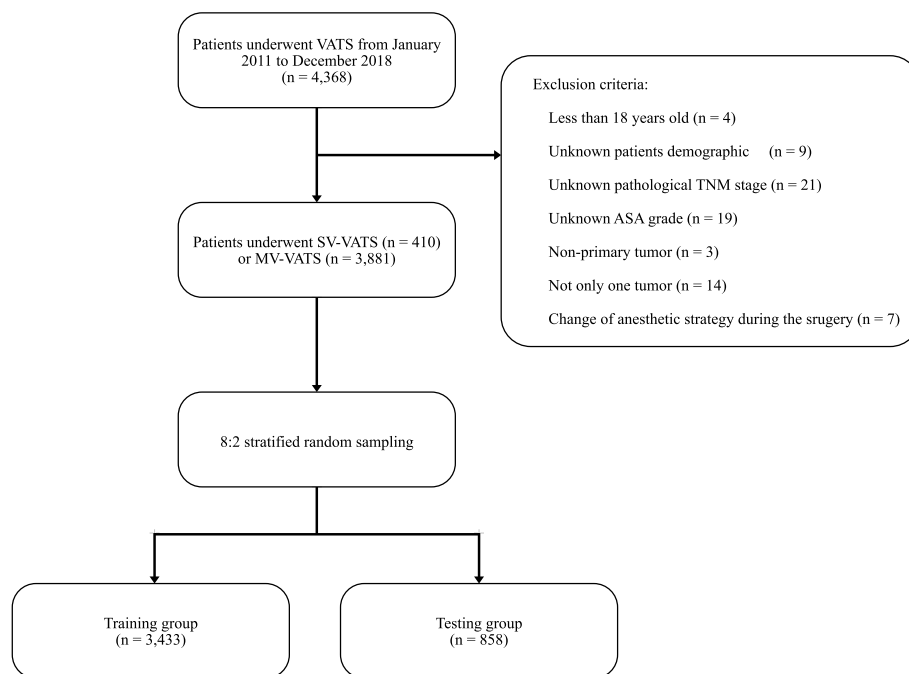 Patients underwent VATS from January
2011 to December 2018
(n = 4,368)
Exclusion criteria:
Less than 18 years old (n = 4)
Unknown patients demographic (n = 9)
Unknown pathological TNM stage (n = 21)
Unknown ASA grade (n = 19)
Non-primary tumor (n = 3)
Not only one tumor (n = 14)
Change of anesthetic strategy during the srugery (n = 7)
Patients underwent SV-VATS (n = 410)
or MV-VATS (n = 3,881)
8:2 stratified random sampling
Training group
(n = 3,433)
Testing group
(n = 858)